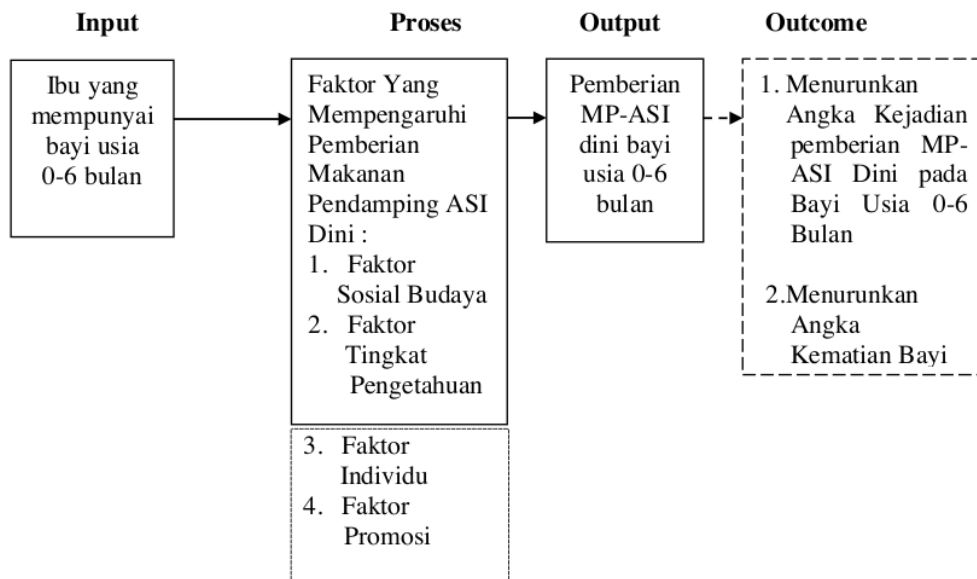 Input
Proses
Output
Outcome
Ibu yang
mempunyai
bayi usia
0-6 bulan
Faktor Yang
Mempengaruhi
Pemberian
Makanan
Pendamping ASI
Dini :
1. Faktor
Sosial Budaya
2. Faktor
Tingkat
Pengetahuan
3. Faktor
Individu
4. Faktor
Promosi
Pemberian
MP-ASI
dini bayi
usia 0-6
bulan
1. Menurunkan
Angka Kejadian
pemberian MP-
ASI Dini pada
Bayi Usia 0-6
Bulan
2.Menurunkan
Angka
Kematian Bayi